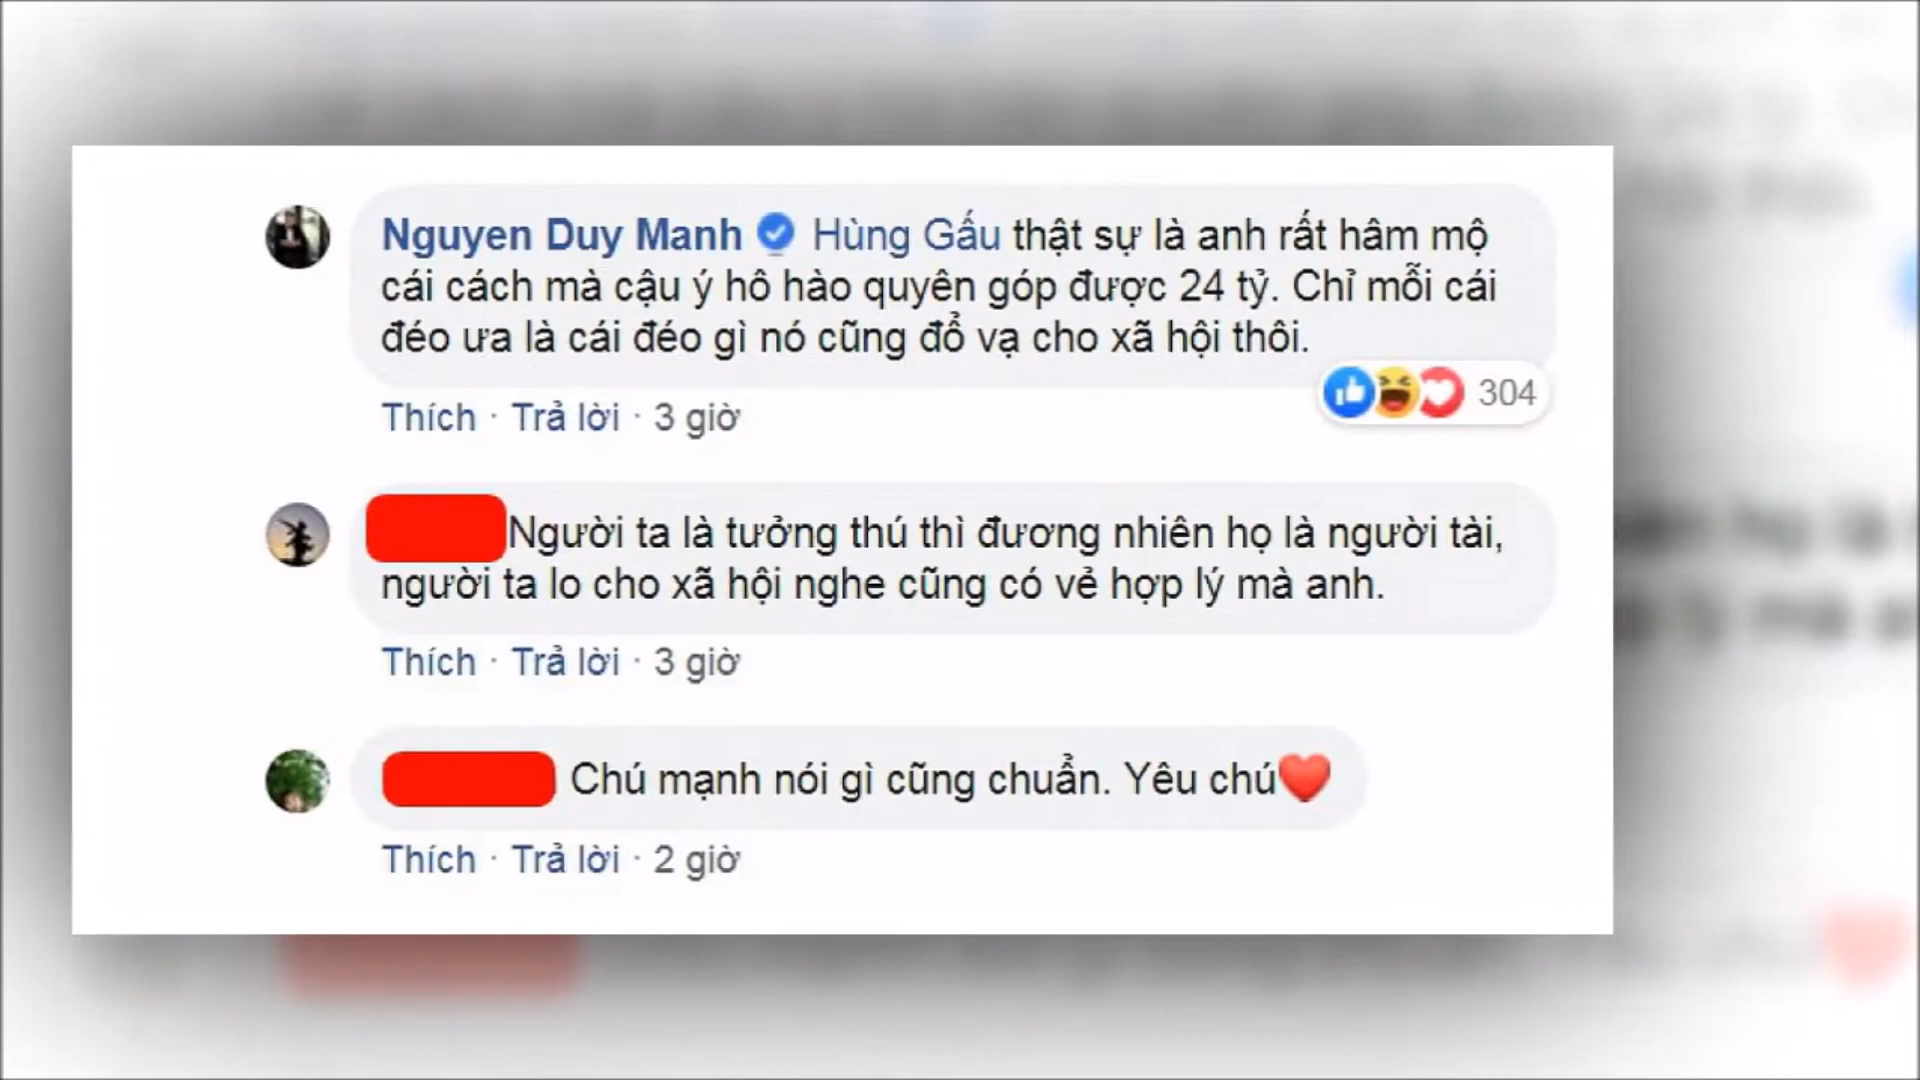 Nguyen Duy Manh Hùng Gấu thật sự là anh rất hâm mộ
cái cách mà cậu ý hô hào quyên góp được 24 tỷ. Chỉ mỗi cái
đéo ưa là cái đéo gì nó cũng đổ vạ cho xã hội thôi.
304
Thích · Trả lời · 3 giờ
Người ta là tưởng thú thì đương nhiên họ là người tài,
người ta lo cho xã hội nghe cũng có vẻ hợp lý mà anh.
Thích · Trả lời · 3 giờ
Chú mạnh nói gì cũng chuẩn. Yêu chú❤️
Thích · Trả lời · 2 giờ